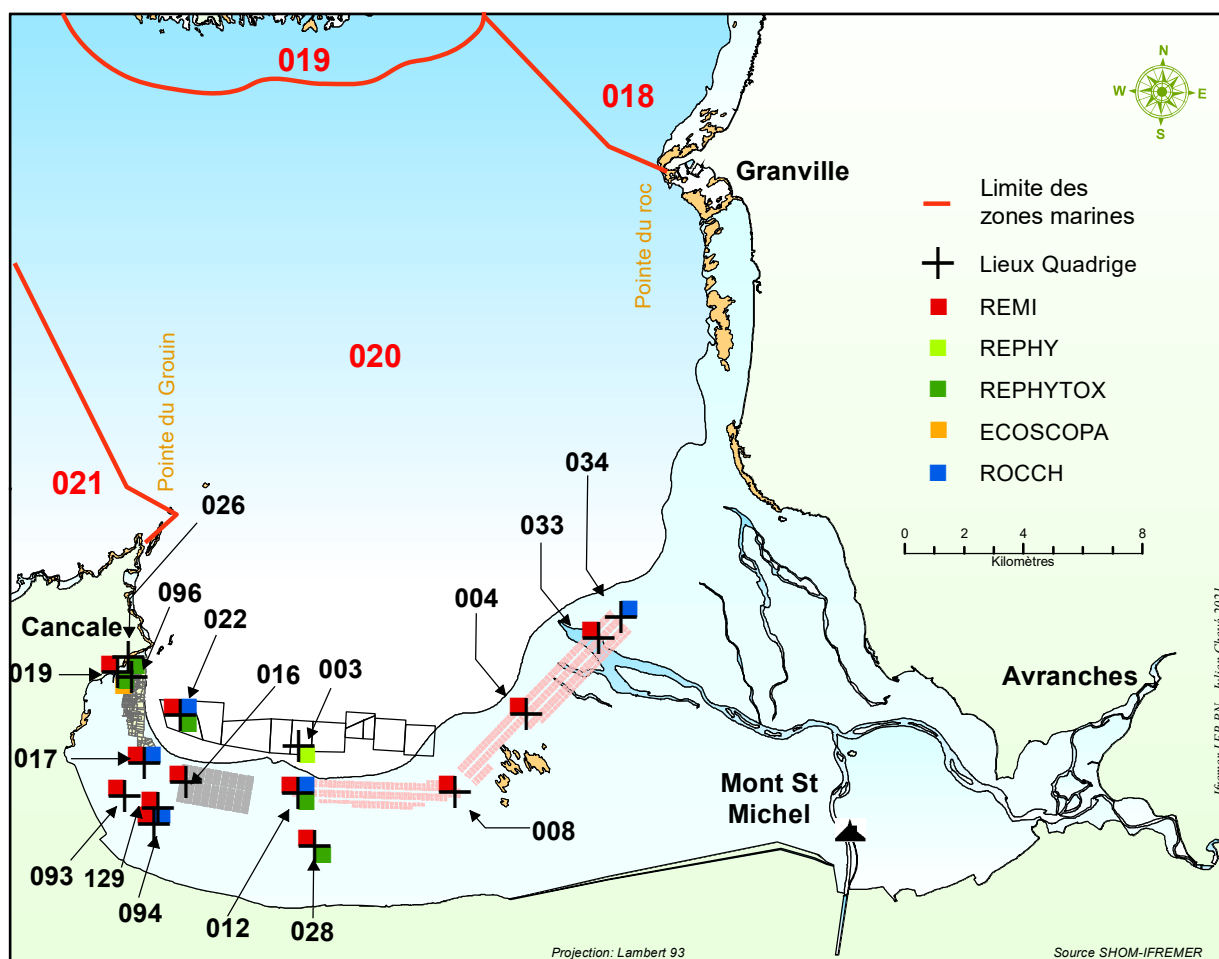 019
018
N
W
E
S
Granville
Pointe du roc
Limite des
zones marines
Lieux Quadrige
REMI
REPHY
REPHYTOX
ECOSCOPA
ROCCH
0 2 4 8
Kilomètres
020
021
Pointe du Grouin
026
096
022
Cancale
019
016
003
004
033
034
017
Avranches
Mont St
Michel
008
093
129
094
012
028
Projection: Lambert 93
Source SHOM-IFREMER